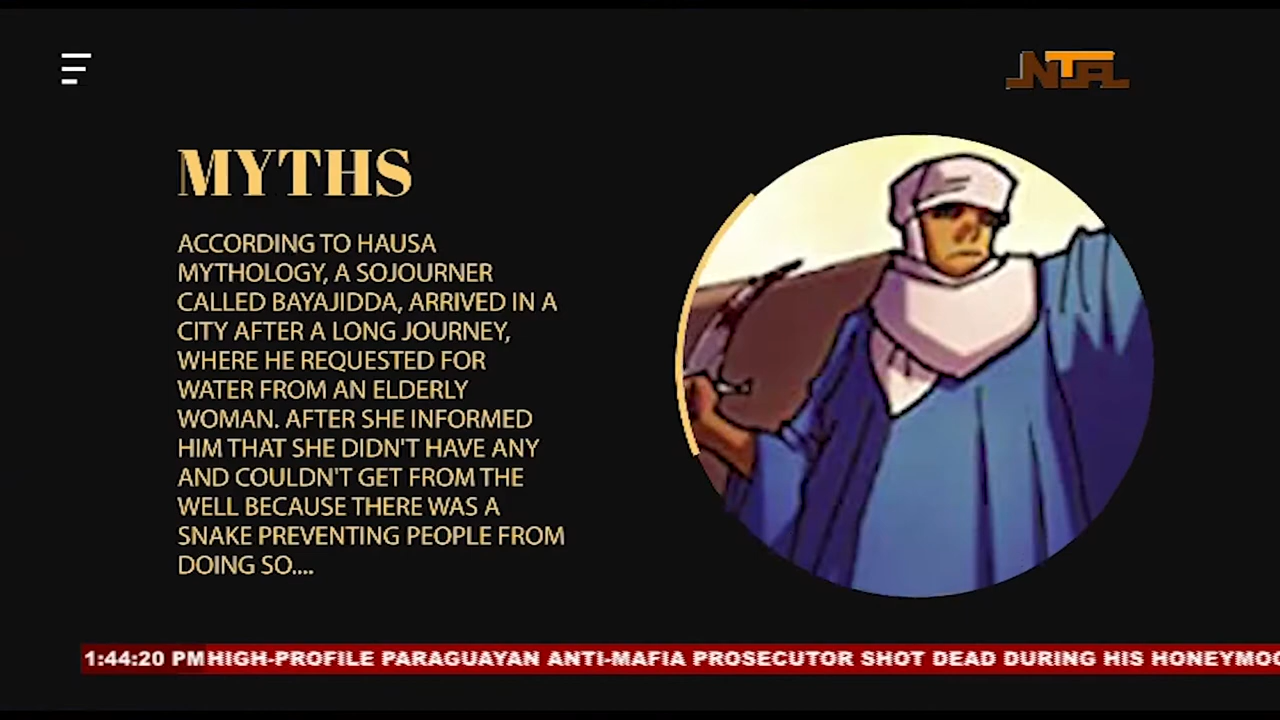 NTA
MYTHS
ACCORDING TO HAUSA
MYTHOLOGY, A SOJOURNER
CALLED BAYAJIDDA, ARRIVED IN A
CITY AFTER A LONG JOURNEY,
WHERE HE REQUESTED FOR
WATER FROM AN ELDERLY
WOMAN. AFTER SHE INFORMED
HIM THAT SHE DIDN'T HAVE ANY
AND COULDN'T GET FROM THE
WELL BECAUSE THERE WAS A
SNAKE PREVENTING PEOPLE FROM
DOING SO....
1:44:20 PM HIGH-PROFILE PARAGUAYAN ANTI-MAFIA PROSECUTOR SHOT DEAD DURING HIS HONEYMOO